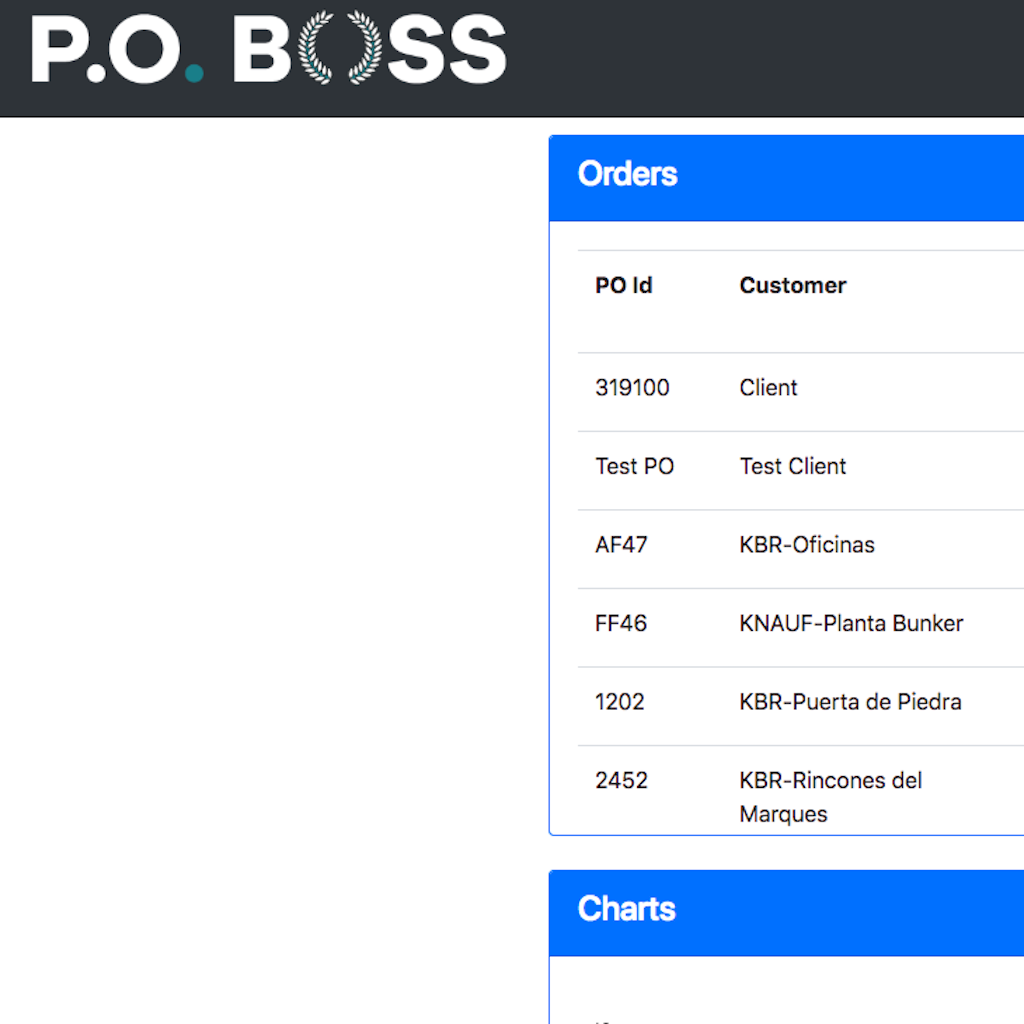 P.O. BOSS
Orders
PO Id Customer
319100 Client
Test PO Test Client
AF47 KBR-Oficinas
FF46 KNAUF-Planta Bunker
1202 KBR-Puerta de Piedra
2452 KBR-Rincones del
Marques
Charts